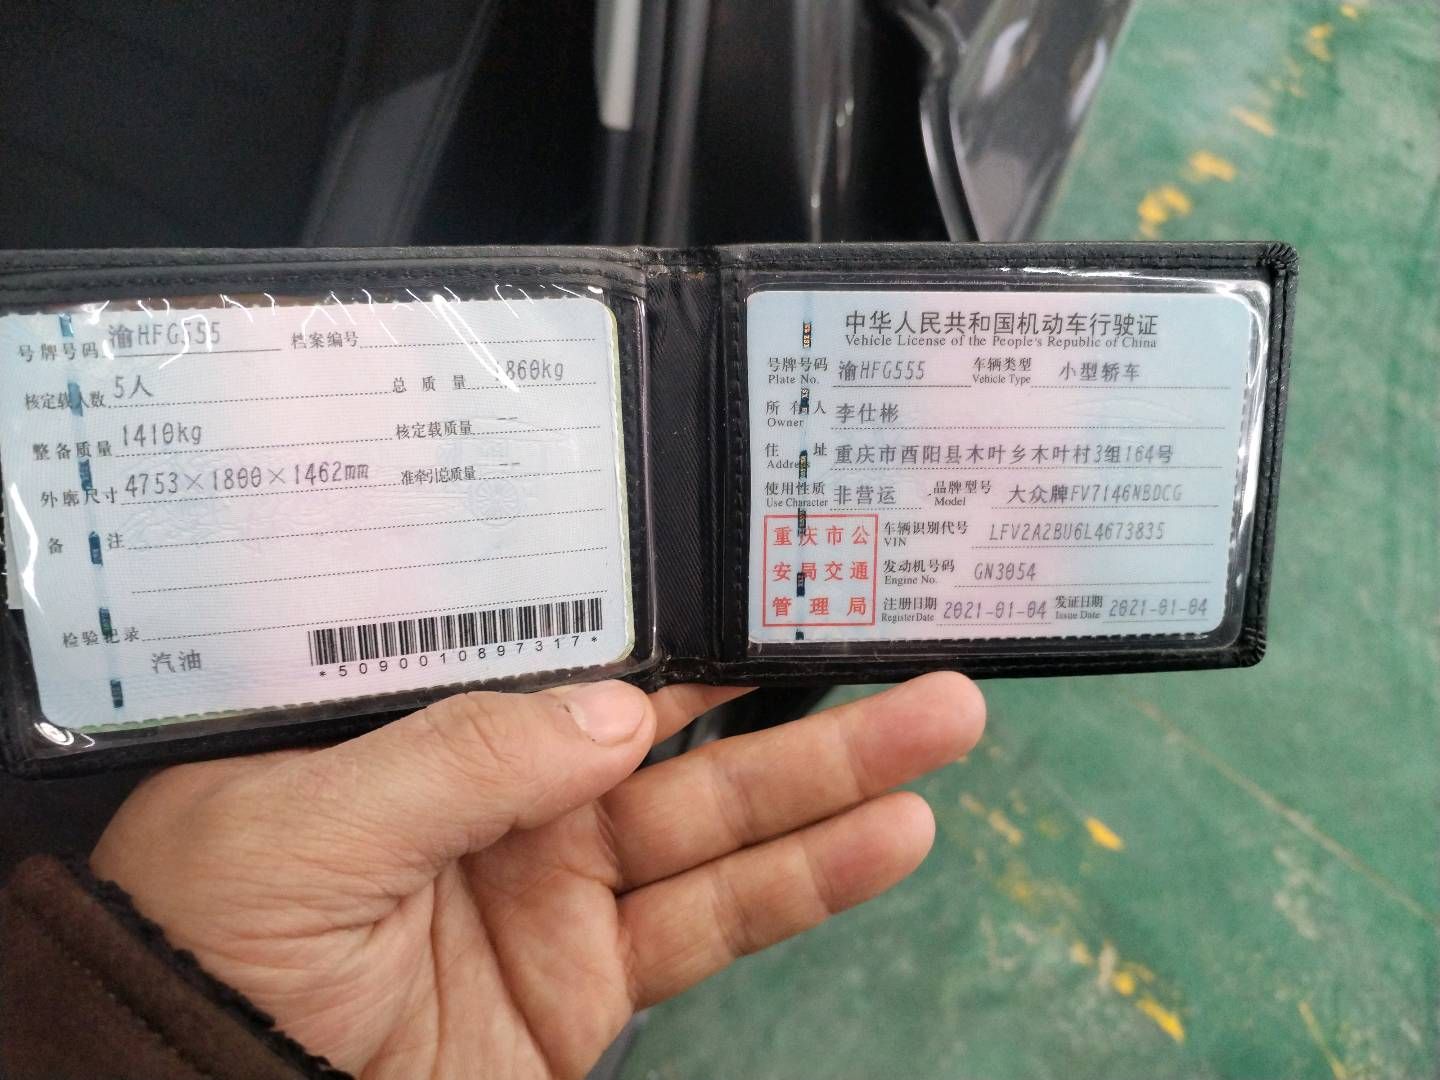 号牌号码 渝HFG555 档案编号
核定载人数 5人 总质量 1860kg
整备质量 1410kg 核定载质量 --
外廓尺寸 4753×1800×1462mm 准牵引总质量 --
备注
检验记录
汽油
*5090010897317*
中华人民共和国机动车行驶证
Vehicle License of the People's Republic of China
号牌号码 渝HFG555 车辆类型 小型轿车
Plate No. Vehicle Type
所有人 李仕彬
Owner
住址 重庆市酉阳县木叶乡木叶村3组164号
Address
使用性质 非营运 品牌型号 大众牌FV7146NBDCG
Use Character Model
重庆市公安局交通管理局
车辆识别代号 LFV2A2BU6L4673835
VIN
发动机号码 GN3054
Engine No.
注册日期 2021-01-04 发证日期 2021-01-04
Register Date Issue Date